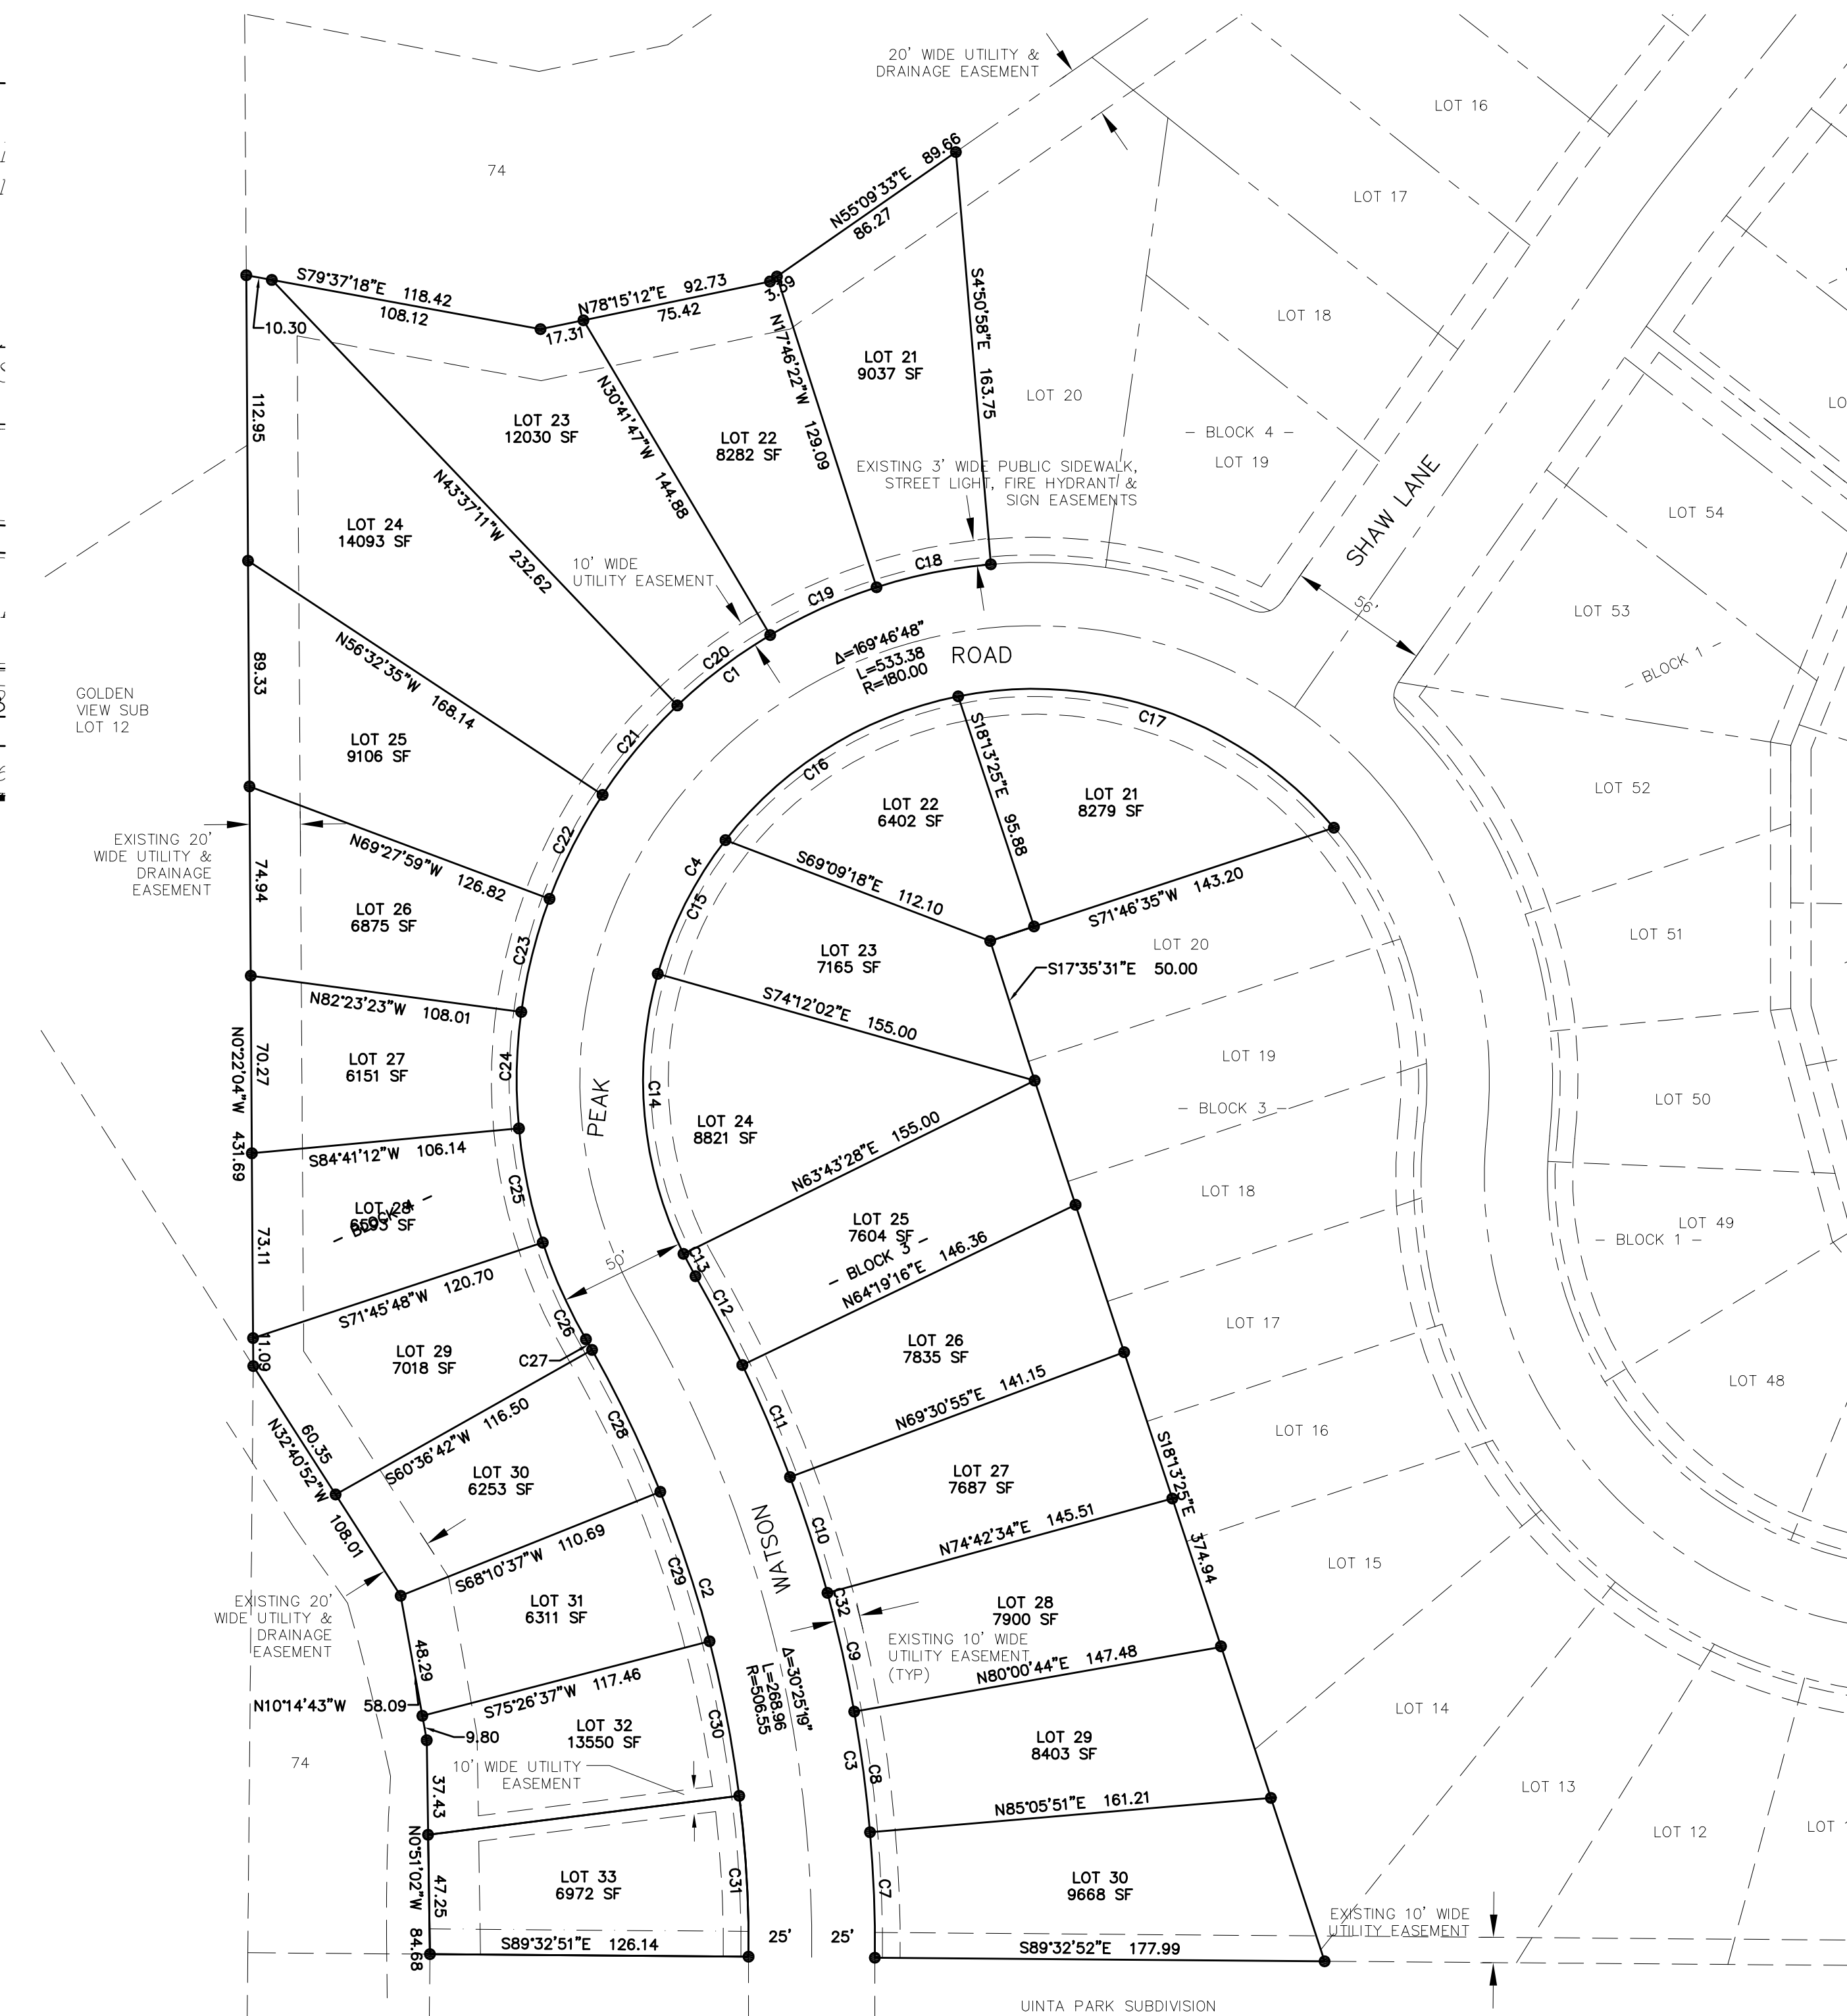 20' WIDE UTILITY &
DRAINAGE EASEMENT
LOT 16
74
N55°09'33"E 89.66
86.27
LOT 17
S79°37'18"E 118.42
108.12
10.30
N78°15'12"E 92.73
75.42
3.39
17.31
LOT 18
S4°50'58"E 163.75
LOT 21
9037 SF
N17°46'22"W 129.09
LOT 20
LO
112.95
N30°41'47"W 144.88
LOT 23
12030 SF
LOT 22
8282 SF
- BLOCK 4 -
LOT 19
EXISTING 3' WIDE PUBLIC SIDEWALK,
STREET LIGHT, FIRE HYDRANT &
SIGN EASEMENTS
SHAW LANE
LOT 54
LOT 24
14093 SF
N43°37'11"W 232.62
10' WIDE
UTILITY EASEMENT
C18
C19
56'
LOT 53
Δ=169°46'48"
L=533.38
R=180.00
ROAD
C20
C1
- BLOCK 1 -
89.33
N56°32'35"W 168.14
GOLDEN
VIEW SUB
LOT 12
C21
C17
S18°13'25"E 95.88
LOT 25
9106 SF
C16
LOT 22
6402 SF
LOT 21
8279 SF
LOT 52
EXISTING 20'
WIDE UTILITY &
DRAINAGE
EASEMENT
N69°27'59"W 126.82
C22
C4
S69°09'18"E 112.10
S71°46'35"W 143.20
74.94
LOT 26
6875 SF
C15
C23
LOT 23
7165 SF
LOT 20
LOT 51
S17°35'31"E 50.00
N82°23'23"W 108.01
S74°12'02"E 155.00
N0°22'04"W 431.69
70.27
LOT 27
6151 SF
C24
PEAK
C14
LOT 19
LOT 50
- BLOCK 3 -
LOT 24
8821 SF
S84°41'12"W 106.14
N63°43'28"E 155.00
C25
LOT 28
6593 SF
- BLOCK 4 -
LOT 18
LOT 49
- BLOCK 1 -
73.11
LOT 25
7604 SF
- BLOCK 3 -
50'
C13
N64°19'16"E 146.36
S71°45'48"W 120.70
C12
C26
C27
11.09
LOT 29
7018 SF
LOT 26
7835 SF
LOT 17
LOT 48
N32°40'52"W 108.01
60.35
S60°36'42"W 116.50
C28
C11
N69°30'55"E 141.15
LOT 16
S18°13'25"E 374.94
LOT 30
6253 SF
LOT 27
7687 SF
WATSON
C10
N74°42'34"E 145.51
S68°10'37"W 110.69
C29
C2
LOT 15
EXISTING 20'
WIDE UTILITY &
DRAINAGE
EASEMENT
LOT 31
6311 SF
C32
LOT 28
7900 SF
EXISTING 10' WIDE
UTILITY EASEMENT
(TYP)
C9
48.29
Δ=30°25'19"
L=268.96
R=506.55
N80°00'44"E 147.48
N10°14'43"W 58.09
S75°26'37"W 117.46
LOT 14
9.80
LOT 32
13550 SF
C30
LOT 29
8403 SF
C3
C8
74
10' WIDE UTILITY
EASEMENT
LOT 13
37.43
N85°05'51"E 161.21
LOT 12
LOT
N0°51'02"W 84.68
47.25
LOT 33
6972 SF
C31
C7
LOT 30
9668 SF
EXISTING 10' WIDE
UTILITY EASEMENT
25'
25'
S89°32'51"E 126.14
S89°32'52"E 177.99
UINTA PARK SUBDIVISION